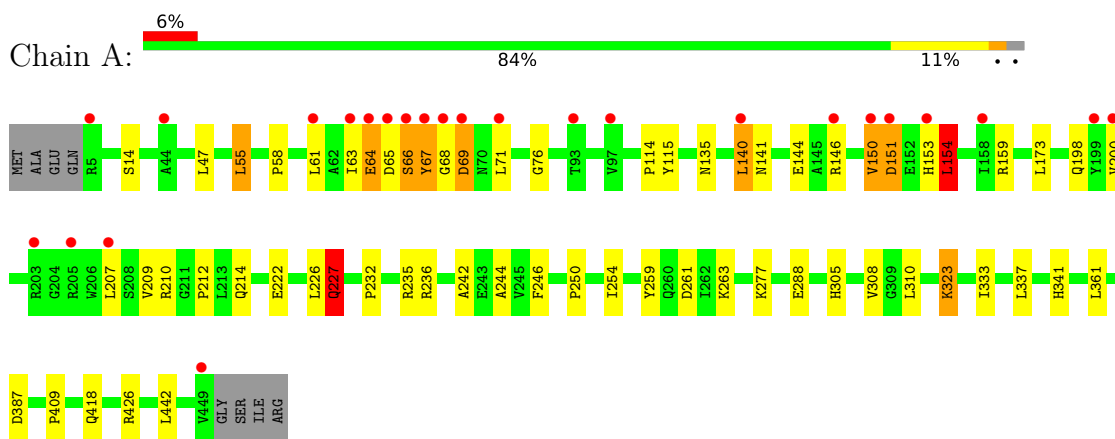 6%
Chain A:
84% 11% • •
MET ALA GLU GLN R5 S14 A44 L47 L55 P58 L61 A62 I63 E64 D65 S66 Y67 G68 D69 N70 L71 G76 T93 V97 P114 Y115 N135 L140 N141 E144 A145 R146 V150 D151 E152 H153 L154 I158 R159 L173 Q198 Y199
R203 G204 R205 W206 L207 S208 V209 R210 G211 P212 L213 Q214 E222 L226 Q227 P232 R235 R236 A242 E243 A244 V245 F246 P250 I254 Y259 Q260 D261 I262 K263 K277 E288 H305 V308 G309 L310 K323 I333 L337 H341 L361
D387 P409 Q418 R426 L442 V449 GLY SER ILE ARG